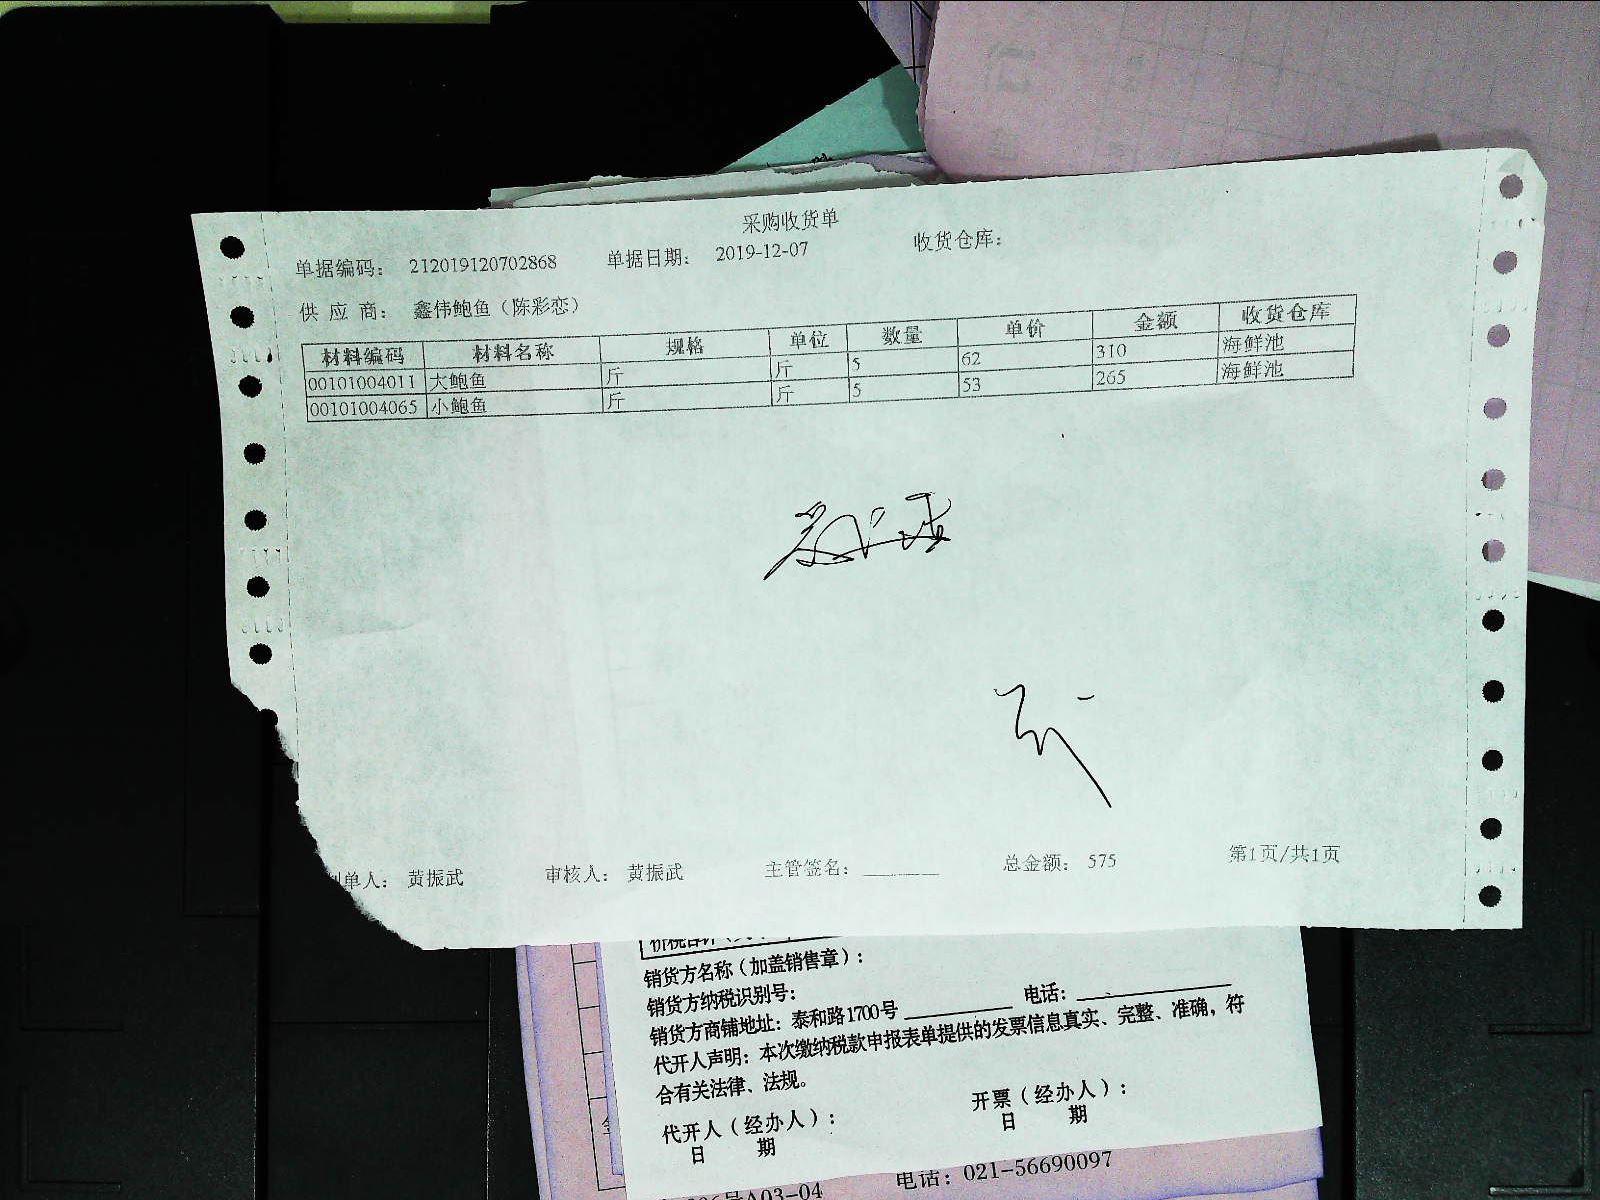 采购收货单
单据编码： 212019120702868 单据日期： 2019-12-07 收货仓库：
供 应 商： 鑫伟鲍鱼（陈彩恋）
材料编码 材料名称 规格 单位 数量 单价 金额 收货仓库
00101004011 大鲍鱼 斤 斤 5 62 310 海鲜池
00101004065 小鲍鱼 斤 斤 5 53 265 海鲜池
单人： 黄振武 审核人： 黄振武 主管签名： 总金额： 575 第1页/共1页
销货方名称（加盖销售章）：
销货方纳税识别号：
销货方商铺地址：泰和路1700号 电话：
代开人声明：本次缴纳税款申报表单提供的发票信息真实、完整、准确，符
合有关法律、法规。
代开人（经办人）： 开票（经办人）：
日 期 日 期
号A03-04 电话：021-56690097